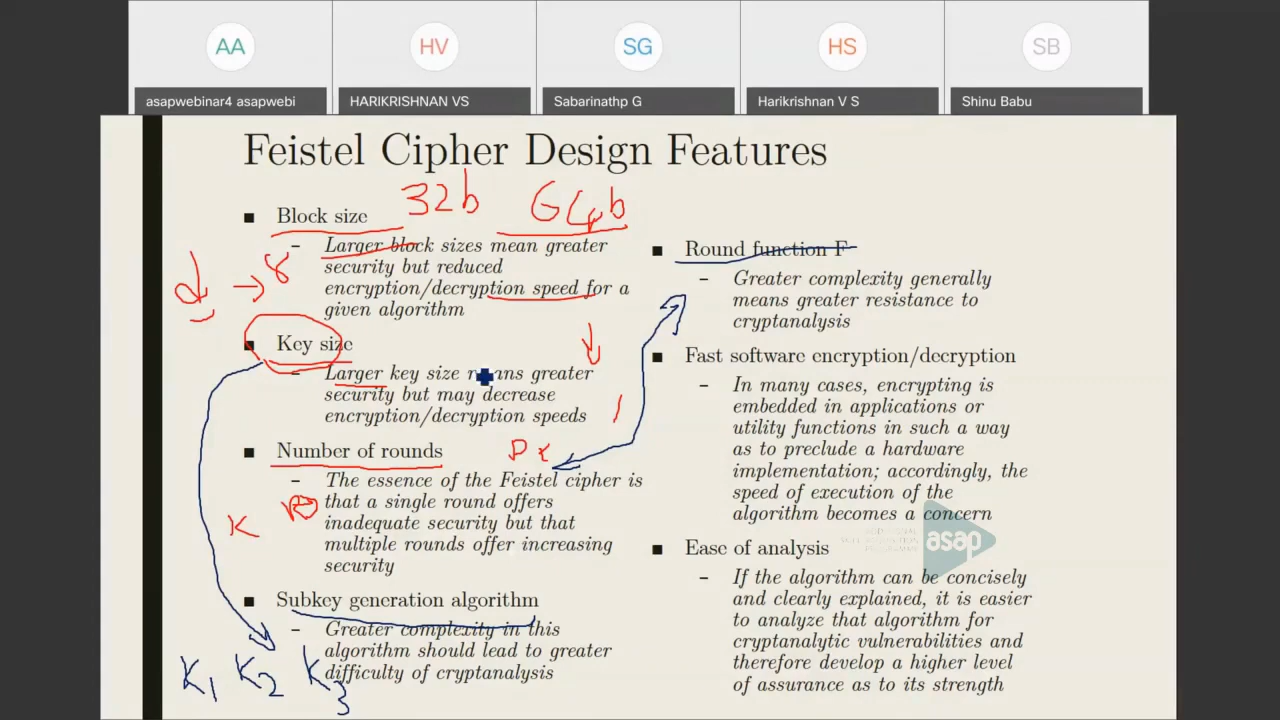 AA
HV
SG
HS
SB
asapwebinar4 asapwebi
HARIKRISHNAN VS
Sabarinathp G
Harikrishnan V S
Shinu Babu
Feistel Cipher Design Features
32b 64b
■ Block size
– Larger block sizes mean greater
security but reduced
encryption/decryption speed for a
given algorithm
■ Key size
– Larger key size means greater
security but may decrease
encryption/decryption speeds
■ Number of rounds
– The essence of the Feistel cipher is
that a single round offers
inadequate security but that
multiple rounds offer increasing
security
K
■ Subkey generation algorithm
– Greater complexity in this
algorithm should lead to greater
difficulty of cryptanalysis
K1 K2 K3
■ Round function F
– Greater complexity generally
means greater resistance to
cryptanalysis
■ Fast software encryption/decryption
– In many cases, encrypting is
embedded in applications or
utility functions in such a way
as to preclude a hardware
implementation; accordingly, the
speed of execution of the
algorithm becomes a concern
asap
■ Ease of analysis
– If the algorithm can be concisely
and clearly explained, it is easier
to analyze that algorithm for
cryptanalytic vulnerabilities and
therefore develop a higher level
of assurance as to its strength